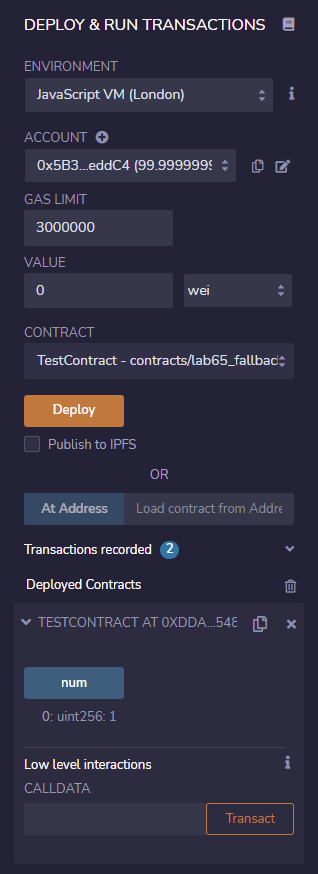 DEPLOY & RUN TRANSACTIONS
ENVIRONMENT
JavaScript VM (London)
ACCOUNT
0x5B3...eddC4 (99.9999999
GAS LIMIT
3000000
VALUE
0 wei
CONTRACT
TestContract - contracts/lab65_fallbac
Deploy
Publish to IPFS
OR
At Address Load contract from Addre
Transactions recorded 2
Deployed Contracts
TESTCONTRACT AT 0XDDA...548
num
0: uint256: 1
Low level interactions
CALLDATA
Transact